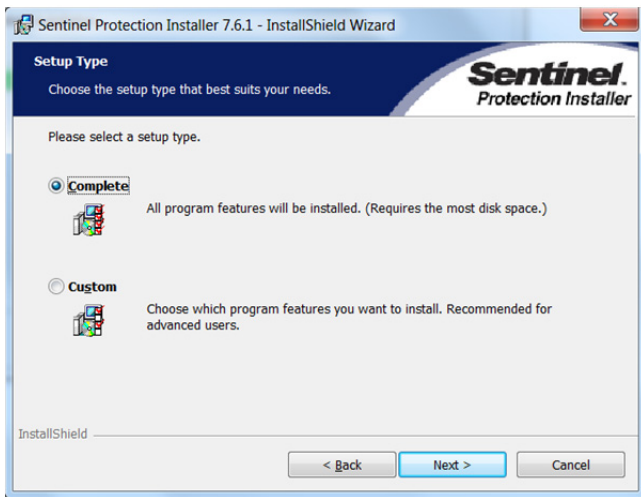 Sentinel Protection Installer 7.6.1 - InstallShield Wizard
Setup Type
Choose the setup type that best suits your needs.
Sentinel.
Protection Installer
Please select a setup type.
Complete
All program features will be installed. (Requires the most disk space.)
Custom
Choose which program features you want to install. Recommended for
advanced users.
InstallShield
< Back
Next >
Cancel